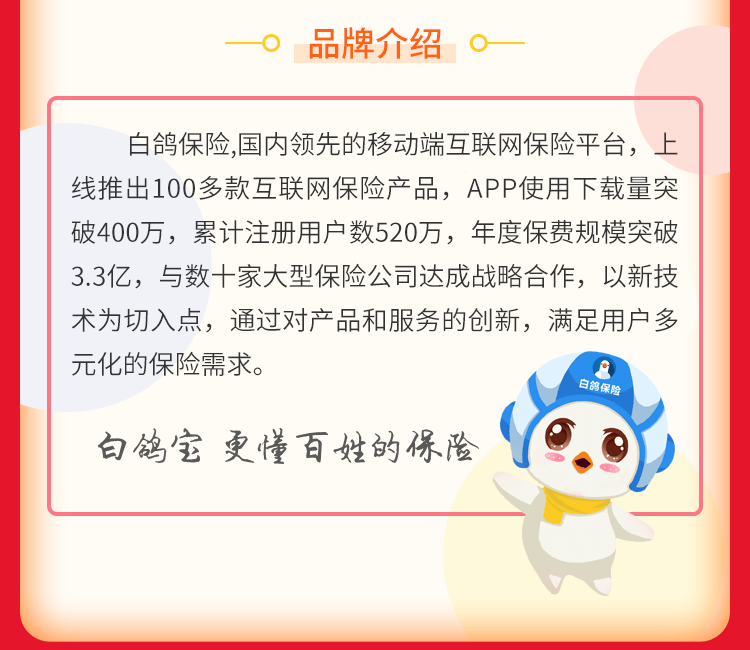 品牌介绍
白鸽保险,国内领先的移动端互联网保险平台，上
线推出100多款互联网保险产品，APP使用下载量突
破400万，累计注册用户数520万，年度保费规模突破
3.3亿，与数十家大型保险公司达成战略合作，以新技
术为切入点，通过对产品和服务的创新，满足用户多
元化的保险需求。
白鸽保险
白鸽宝 更懂百姓的保险